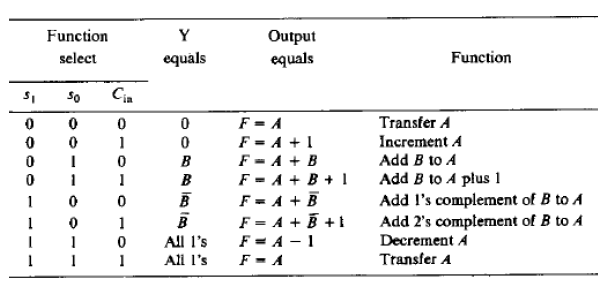 Function Y Output
select equals equals Function
s₁ s₀ Cᵢₙ
0 0 0 0 F = A Transfer A
0 0 1 0 F = A + 1 Increment A
0 1 0 B F = A + B Add B to A
0 1 1 B F = A + B + 1 Add B to A plus 1
1 0 0 B̅ F = A + B̅ Add 1's complement of B to A
1 0 1 B̅ F = A + B̅ + 1 Add 2's complement of B to A
1 1 0 All 1's F = A − 1 Decrement A
1 1 1 All 1's F = A Transfer A